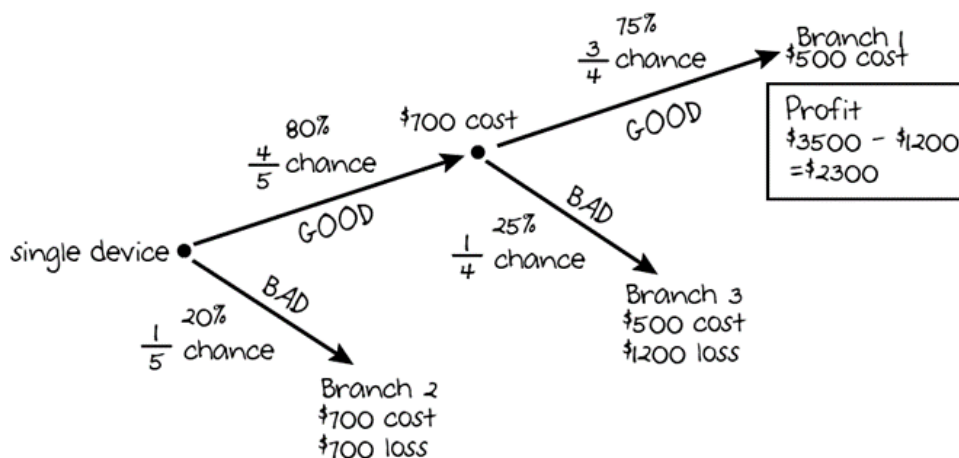 75%
3/4 chance
GOOD
Branch 1
$500 cost
Profit
$3500 - $1200
=$2300
$700 cost
80%
4/5 chance
GOOD
BAD
25%
1/4 chance
Branch 3
$500 cost
$1200 loss
single device
BAD
20%
1/5 chance
Branch 2
$700 cost
$700 loss